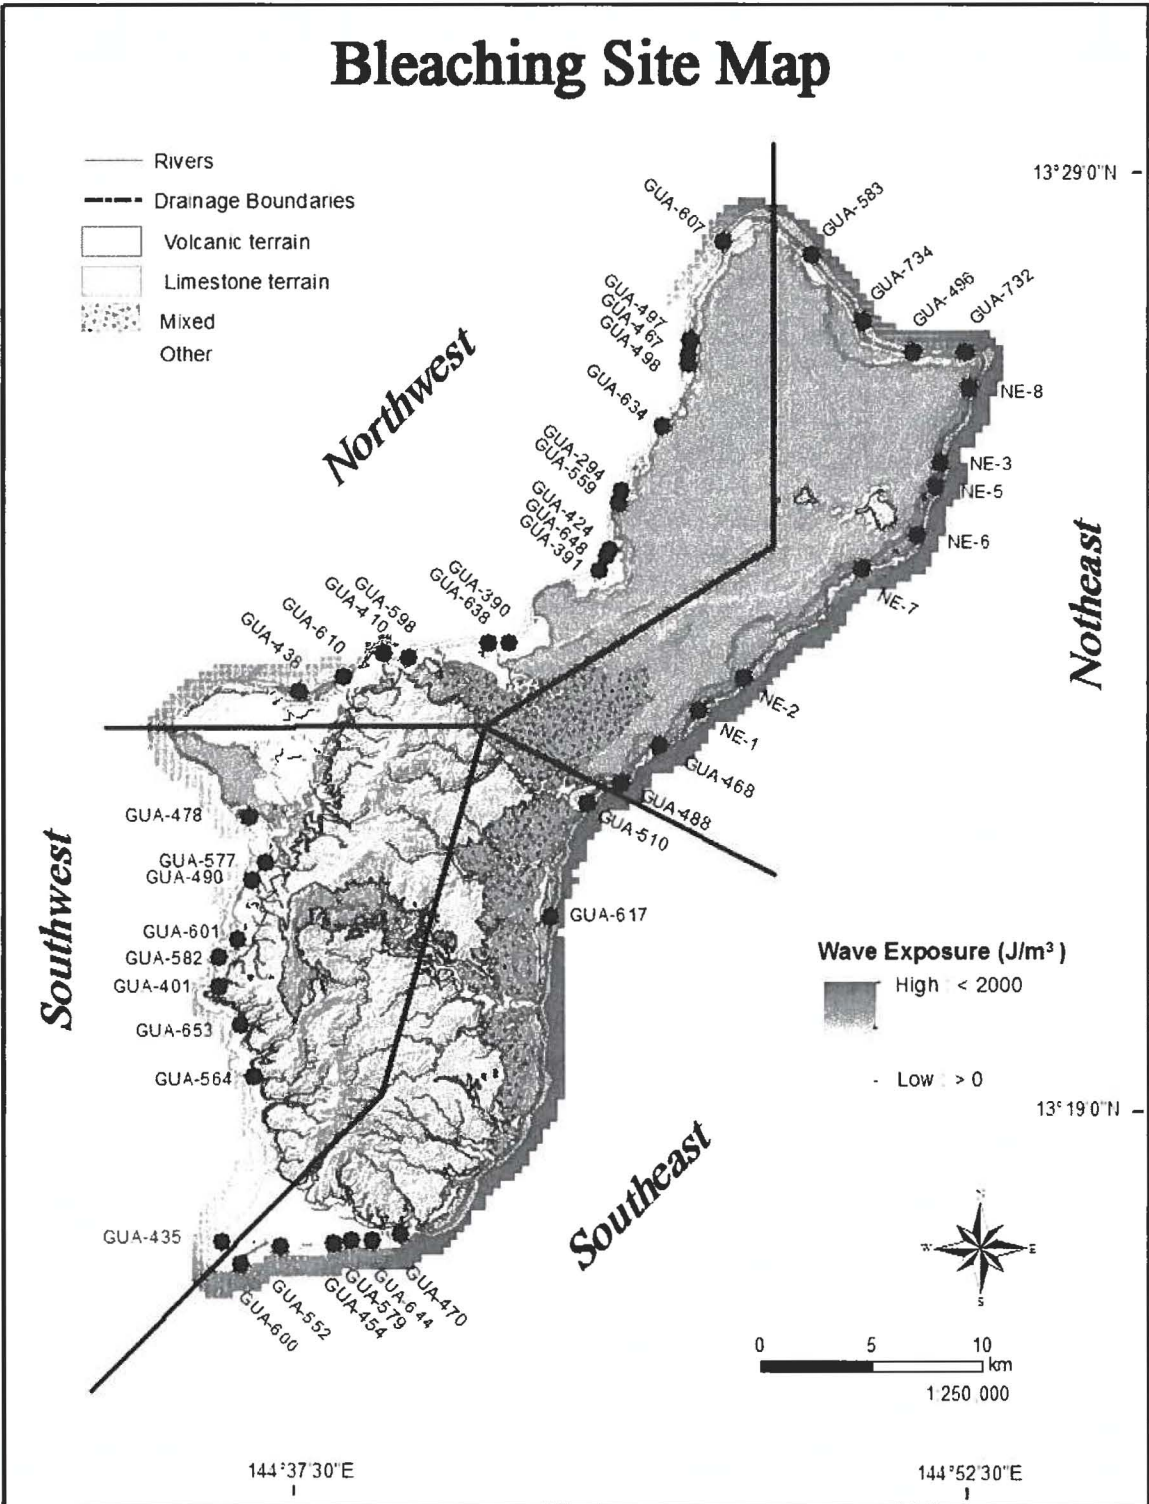 Bleaching Site Map
Rivers
Drainage Boundaries
Volcanic terrain
Limestone terrain
Mixed
Other
13°29'0"N
GUA-607
GUA-583
GUA-734
GUA-496
GUA-732
GUA-497
GUA-467
GUA-498
Northwest
NE-8
GUA-634
GUA-294
GUA-559
NE-3
NE-5
GUA-424
GUA-648
GUA-391
NE-6
Notheast
NE-7
GUA-390
GUA-638
GUA-598
GUA-410
GUA-610
GUA-438
NE-2
NE-1
GUA-468
GUA-488
GUA-510
GUA-478
GUA-577
GUA-490
Southwest
GUA-617
GUA-601
GUA-582
GUA-401
GUA-653
GUA-564
Wave Exposure (J/m³)
High : < 2000
Low : > 0
13°19'0"N
Southeast
GUA-435
GUA-600
GUA-552
GUA-454
GUA-579
GUA-644
GUA-470
N
W
E
S
0 5 10
km
1:250,000
144°37'30"E
144°52'30"E